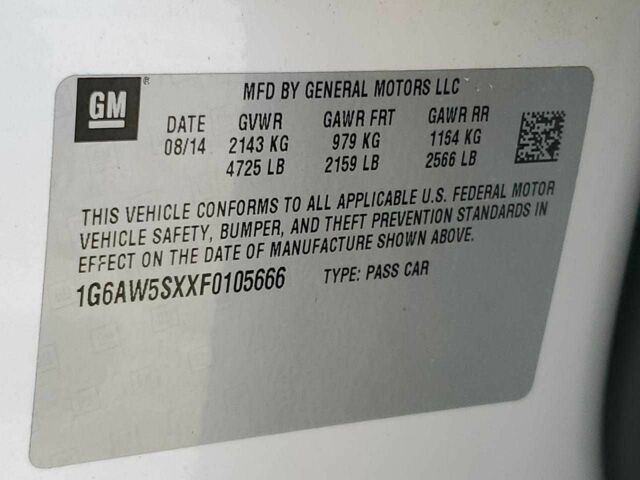 GM ®
MFD BY GENERAL MOTORS LLC
DATE GVWR GAWR FRT GAWR RR
08/14 2143 KG 979 KG 1164 KG
4725 LB 2159 LB 2566 LB
THIS VEHICLE CONFORMS TO ALL APPLICABLE U.S. FEDERAL MOTOR
VEHICLE SAFETY, BUMPER, AND THEFT PREVENTION STANDARDS IN
EFFECT ON THE DATE OF MANUFACTURE SHOWN ABOVE.
1G6AW5SXXF0105666 TYPE: PASS CAR